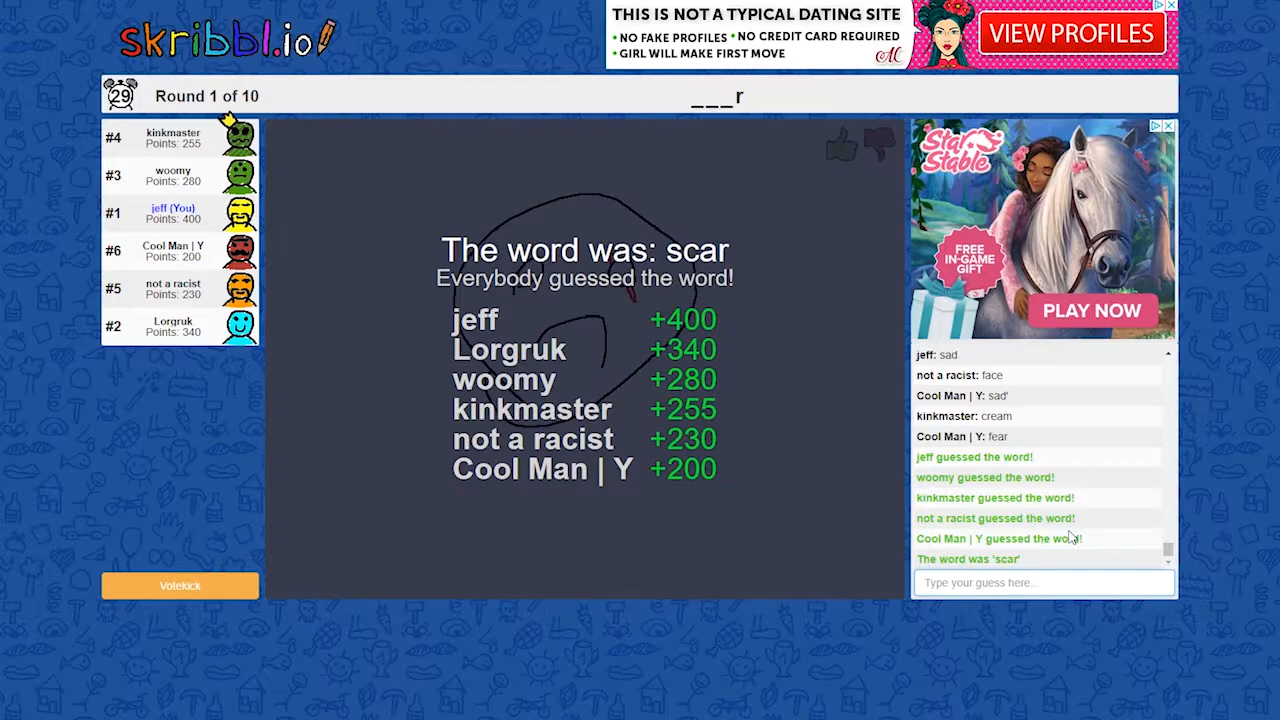 skribbl.io
THIS IS NOT A TYPICAL DATING SITE
• NO FAKE PROFILES • NO CREDIT CARD REQUIRED
• GIRL WILL MAKE FIRST MOVE
VIEW PROFILES
29
Round 1 of 10
___r
#4 kinkmaster
Points: 255
#3 woomy
Points: 280
#1 jeff (You)
Points: 400
#6 Cool Man | Y
Points: 200
#5 not a racist
Points: 230
#2 Lorgruk
Points: 340
Votekick
The word was: scar
Everybody guessed the word!
jeff +400
Lorgruk +340
woomy +280
kinkmaster +255
not a racist +230
Cool Man | Y +200
Star
Stable
FREE
IN-GAME
GIFT
PLAY NOW
jeff: sad
not a racist: face
Cool Man | Y: sad'
kinkmaster: cream
Cool Man | Y: fear
jeff guessed the word!
woomy guessed the word!
kinkmaster guessed the word!
not a racist guessed the word!
Cool Man | Y guessed the word!
The word was 'scar'
Type your guess here...